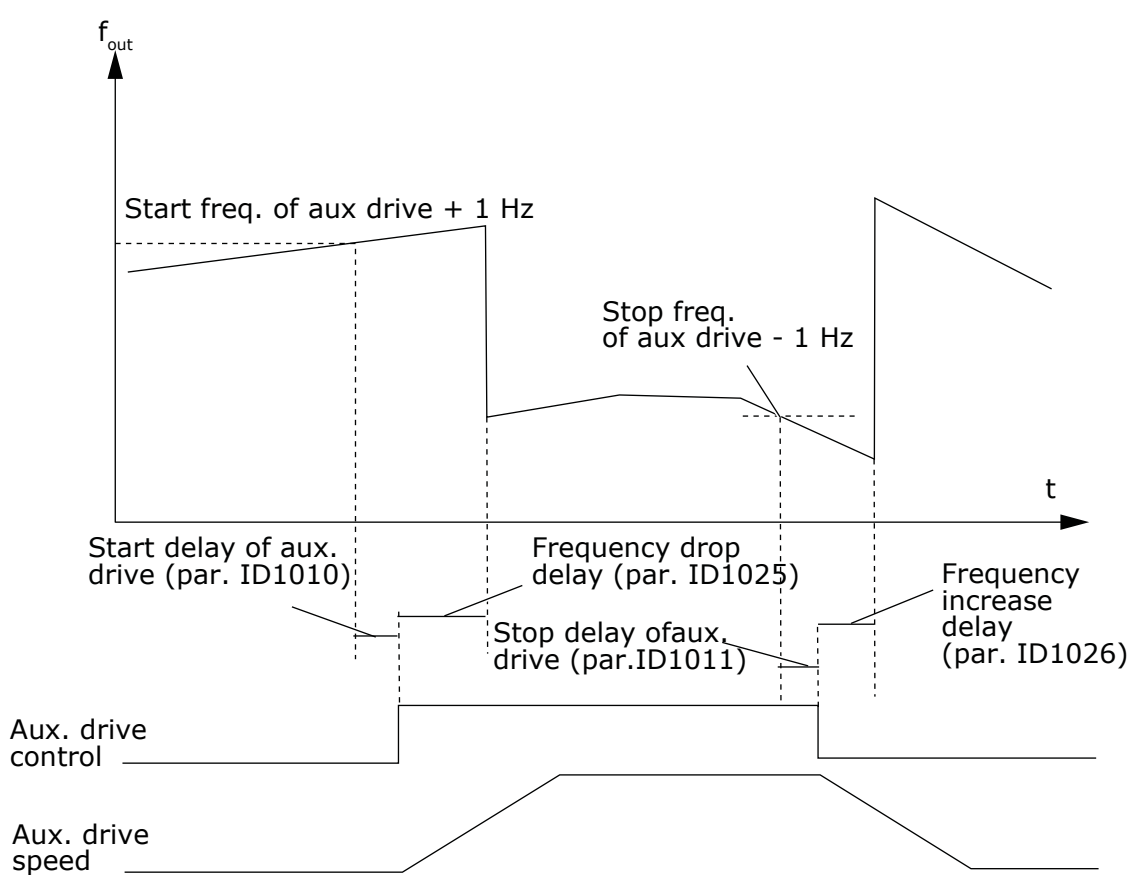 fout
Start freq. of aux drive + 1 Hz
Stop freq.
of aux drive - 1 Hz
t
Start delay of aux.
drive (par. ID1010)
Frequency drop
delay (par. ID1025)
Frequency
increase
delay
(par. ID1026)
Stop delay ofaux.
drive (par.ID1011)
Aux. drive
control
Aux. drive
speed